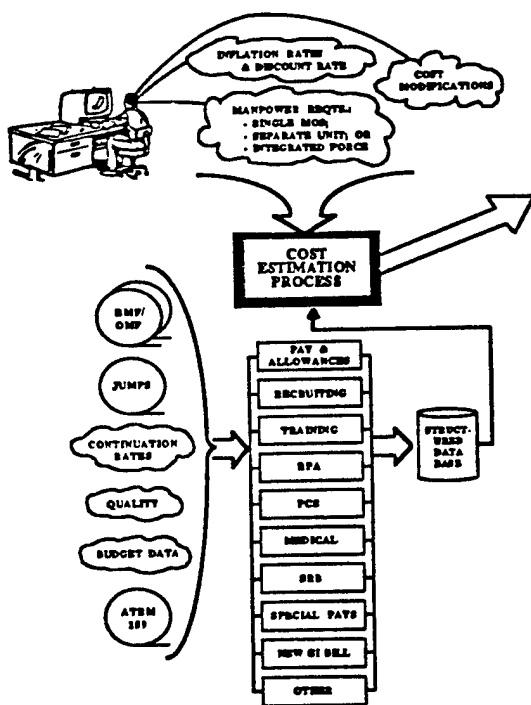 INFLATION RATES
& DISCOUNT RATE
COST
MODIFICATIONS
MANPOWER REQTS.:
• SINGLE MOS;
• SEPARATE UNIT; OR
• INTEGRATED FORCE
COST
ESTIMATION
PROCESS
EMF/
OMF
JUMPS
CONTINUATION
RATES
QUALITY
BUDGET DATA
ATRM
159
PAY &
ALLOWANCES
RECRUITING
TRAINING
RPA
PCS
MEDICAL
SRB
SPECIAL PAYS
NEW GI BILL
OTHER
STRUCT-
URED
DATA
BASE